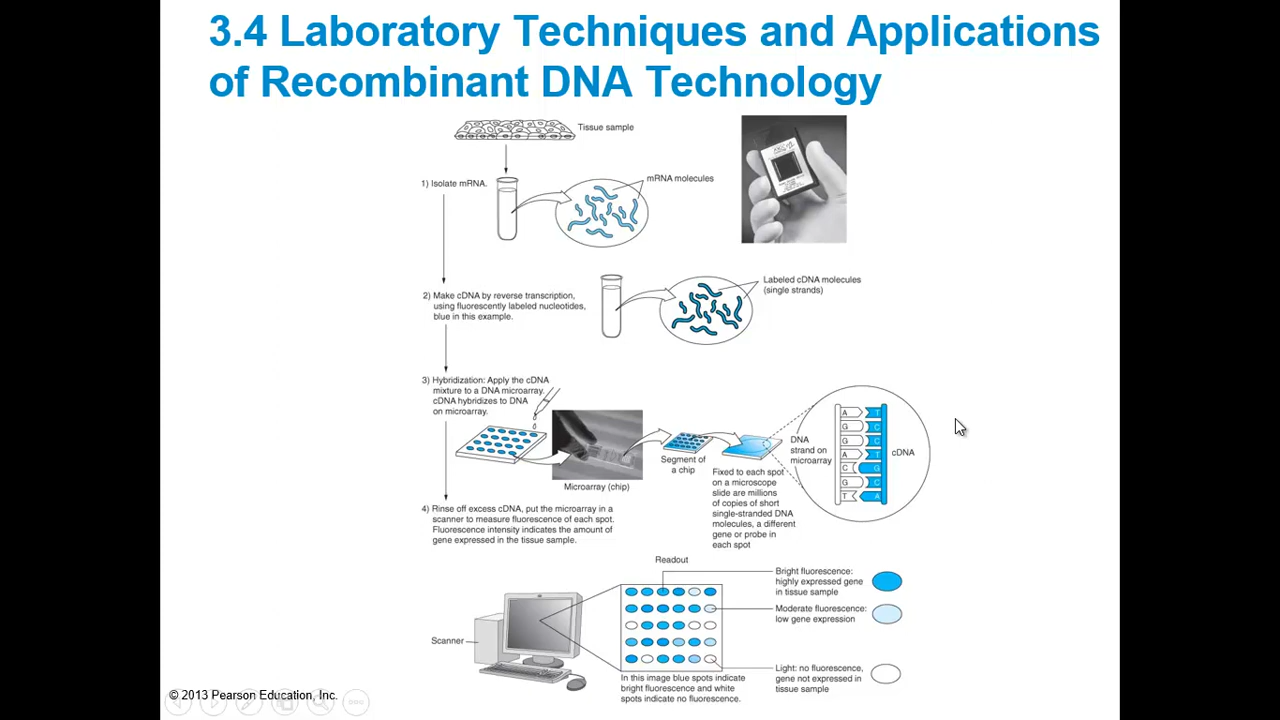 3.4 Laboratory Techniques and Applications
of Recombinant DNA Technology
Tissue sample
1) Isolate mRNA.
mRNA molecules
2) Make cDNA by reverse transcription,
using fluorescently labeled nucleotides,
blue in this example.
Labeled cDNA molecules
(single strands)
3) Hybridization: Apply the cDNA
mixture to a DNA microarray.
cDNA hybridizes to DNA
on microarray.
Microarray (chip)
Segment of
a chip
Fixed to each spot
on a microscope
slide are millions
of copies of short
single-stranded DNA
molecules, a different
gene or probe in
each spot
DNA
strand on
microarray
A T
G C
G C
A T
C G
G C
T A
cDNA
4) Rinse off excess cDNA, put the microarray in a
scanner to measure fluorescence of each spot.
Fluorescence intensity indicates the amount of
gene expressed in the tissue sample.
Readout
Bright fluorescence:
highly expressed gene
in tissue sample
Moderate fluorescence:
low gene expression
Scanner
Light: no fluorescence,
gene not expressed in
tissue sample
In this image blue spots indicate
bright fluorescence and white
spots indicate no fluorescence.
© 2013 Pearson Education, Inc.